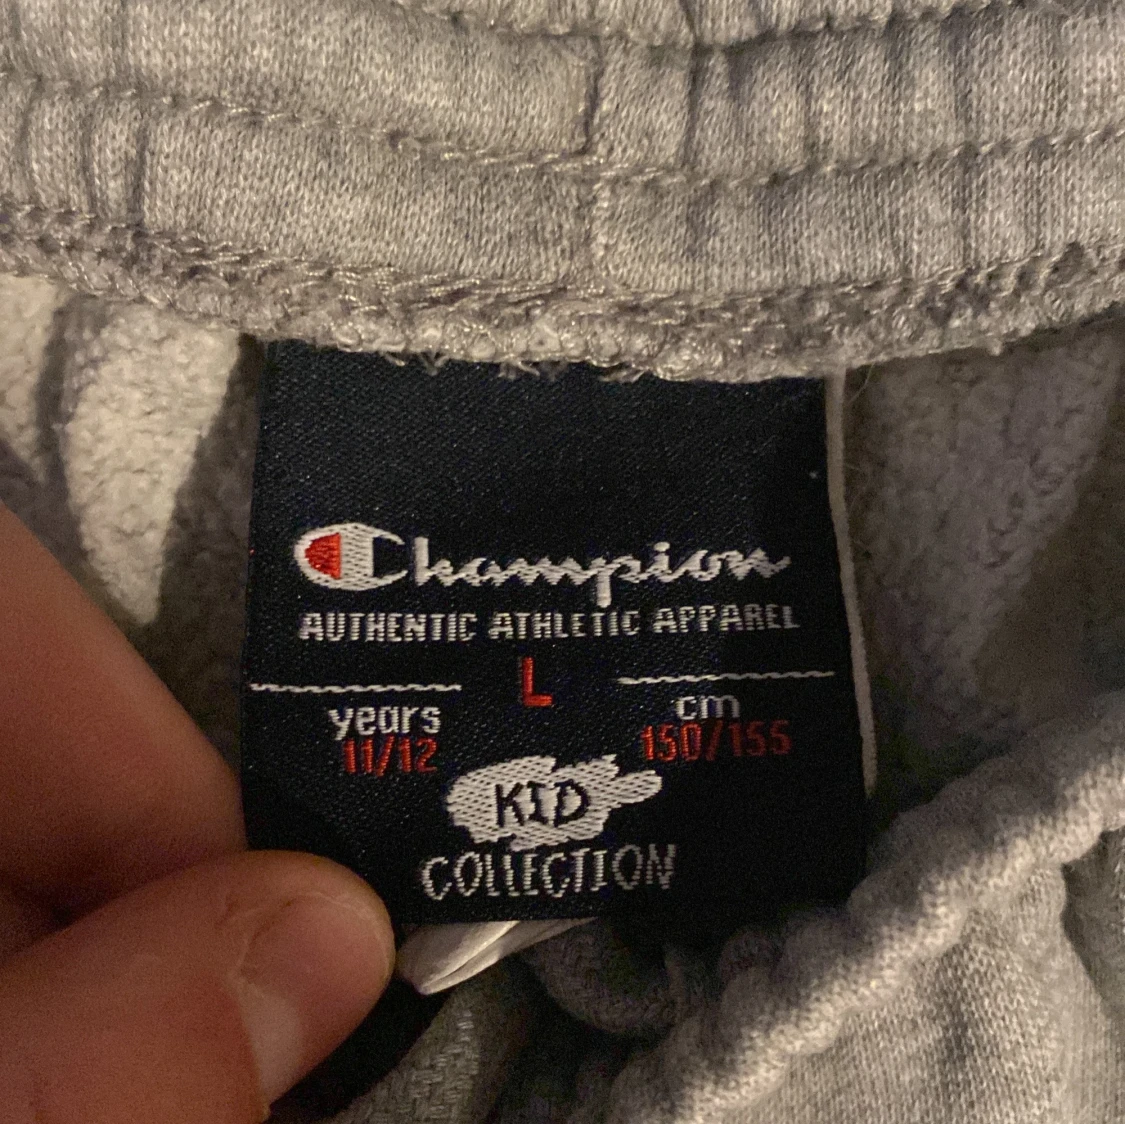 Champion
AUTHENTIC ATHLETIC APPAREL
L
years cm
11/12 150/155
KID
COLLECTION